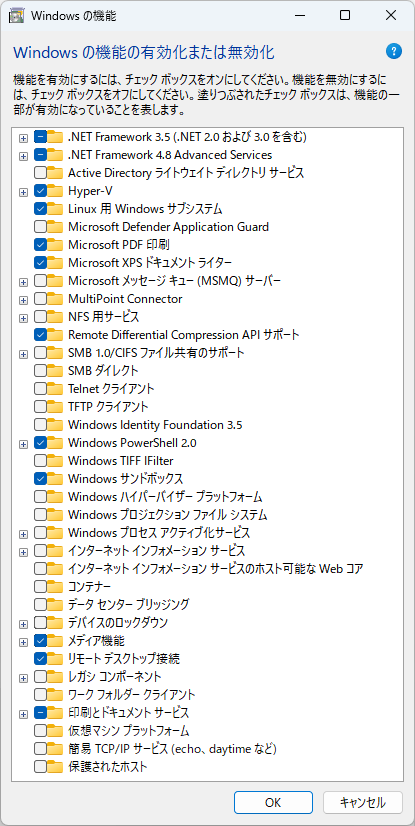 Windows の機能
Windows の機能の有効化または無効化
機能を有効にするには、チェック ボックスをオンにしてください。機能を無効にするに
は、チェック ボックスをオフにしてください。塗りつぶされたチェック ボックスは、機能の一
部が有効になっていることを表します。
.NET Framework 3.5 (.NET 2.0 および 3.0 を含む)
.NET Framework 4.8 Advanced Services
Active Directory ライトウェイト ディレクトリ サービス
Hyper-V
Linux 用 Windows サブシステム
Microsoft Defender Application Guard
Microsoft PDF 印刷
Microsoft XPS ドキュメント ライター
Microsoft メッセージ キュー (MSMQ) サーバー
MultiPoint Connector
NFS 用サービス
Remote Differential Compression API サポート
SMB 1.0/CIFS ファイル共有のサポート
SMB ダイレクト
Telnet クライアント
TFTP クライアント
Windows Identity Foundation 3.5
Windows PowerShell 2.0
Windows TIFF IFilter
Windows サンドボックス
Windows ハイパーバイザー プラットフォーム
Windows プロジェクション ファイル システム
Windows プロセス アクティブ化サービス
インターネット インフォメーション サービス
インターネット インフォメーション サービスのホスト可能な Web コア
コンテナー
データ センター ブリッジング
デバイスのロックダウン
メディア機能
リモート デスクトップ接続
レガシ コンポーネント
ワーク フォルダー クライアント
印刷とドキュメント サービス
仮想マシン プラットフォーム
簡易 TCP/IP サービス (echo、daytime など)
保護されたホスト
OK
キャンセル